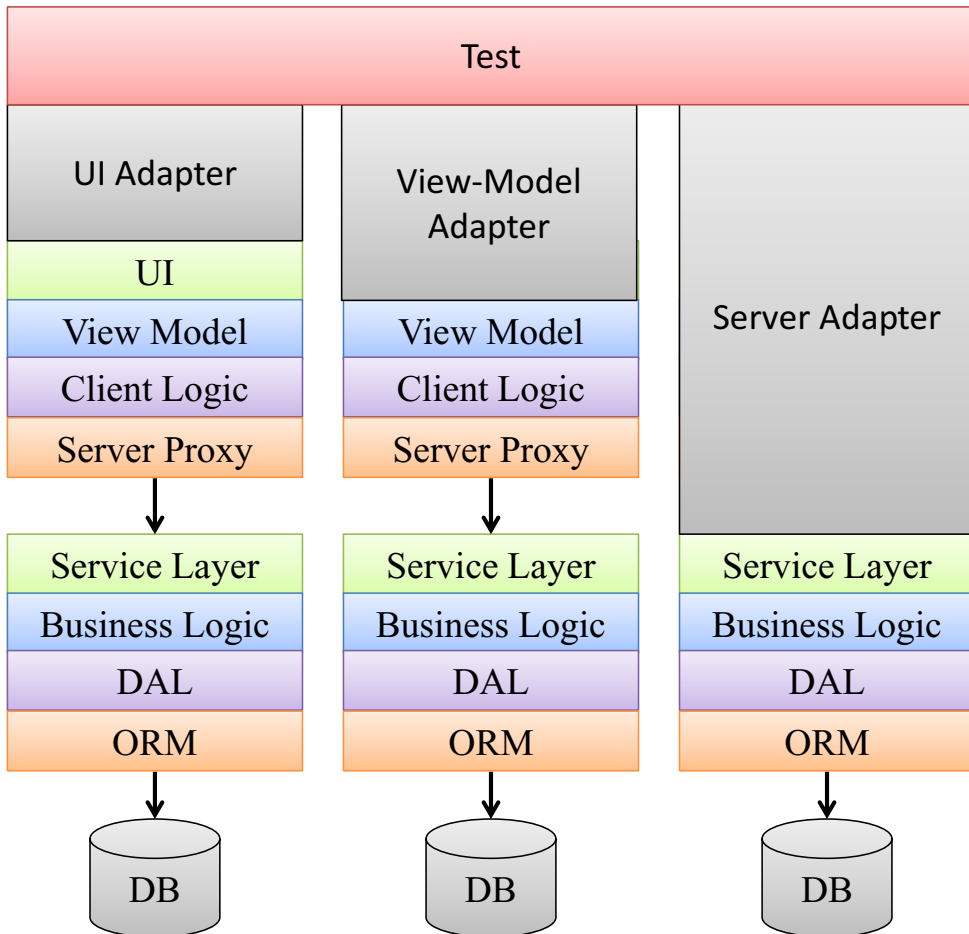 Test
UI Adapter
UI
View Model
Client Logic
Server Proxy
Service Layer
Business Logic
DAL
ORM
DB
View-Model
Adapter
View Model
Client Logic
Server Proxy
Service Layer
Business Logic
DAL
ORM
DB
Server Adapter
Service Layer
Business Logic
DAL
ORM
DB